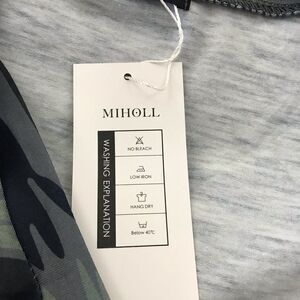 MIHOLL
WASHING EXPLANATION
NO BLEACH
LOW IRON
HANG DRY
Below 40℃